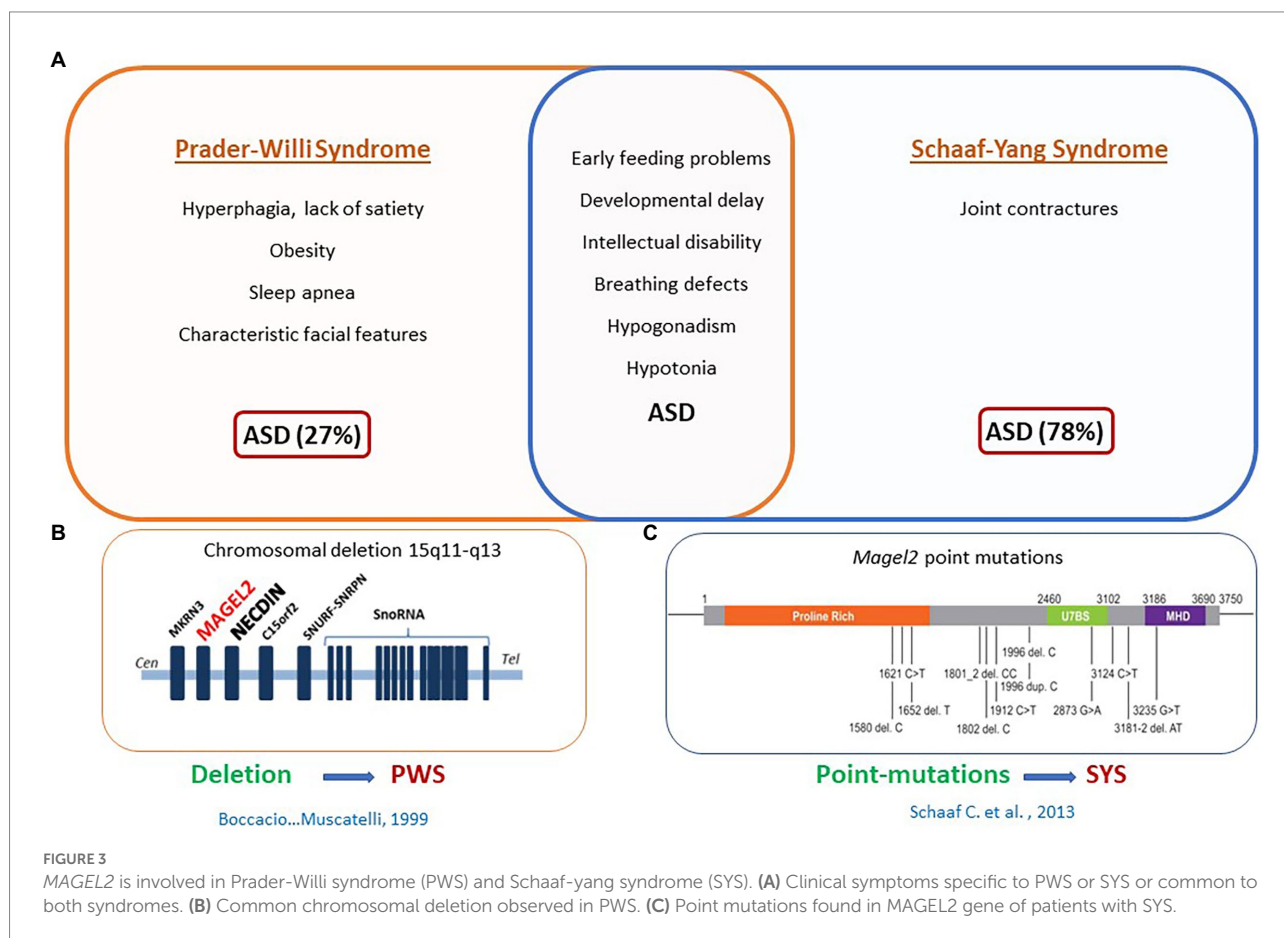 A
Prader-Willi Syndrome
Hyperphagia, lack of satiety
Obesity
Sleep apnea
Characteristic facial features
ASD (27%)
Early feeding problems
Developmental delay
Intellectual disability
Breathing defects
Hypogonadism
Hypotonia
ASD
Schaaf-Yang Syndrome
Joint contractures
ASD (78%)
B
Chromosomal deletion 15q11-q13
MKRN3
MAGEL2
NECDIN
C15orf2
SNURF-SNRPN
SnoRNA
Cen
Tel
Deletion PWS
Boccacio...Muscatelli, 1999
C
Magel2 point mutations
1 2460 3102 3186 3690 3750
Proline Rich U7BS MHD
1996 del. C
1621 C>T 1801_2 del. CC 3124 C>T
1996 dup. C
1652 del. T 1912 C>T 2873 G>A 3235 G>T
1580 del. C 1802 del. C 3181-2 del. AT
Point-mutations SYS
Schaaf C. et al. , 2013
FIGURE 3
MAGEL2 is involved in Prader-Willi syndrome (PWS) and Schaaf-yang syndrome (SYS). (A) Clinical symptoms specific to PWS or SYS or common to
both syndromes. (B) Common chromosomal deletion observed in PWS. (C) Point mutations found in MAGEL2 gene of patients with SYS.